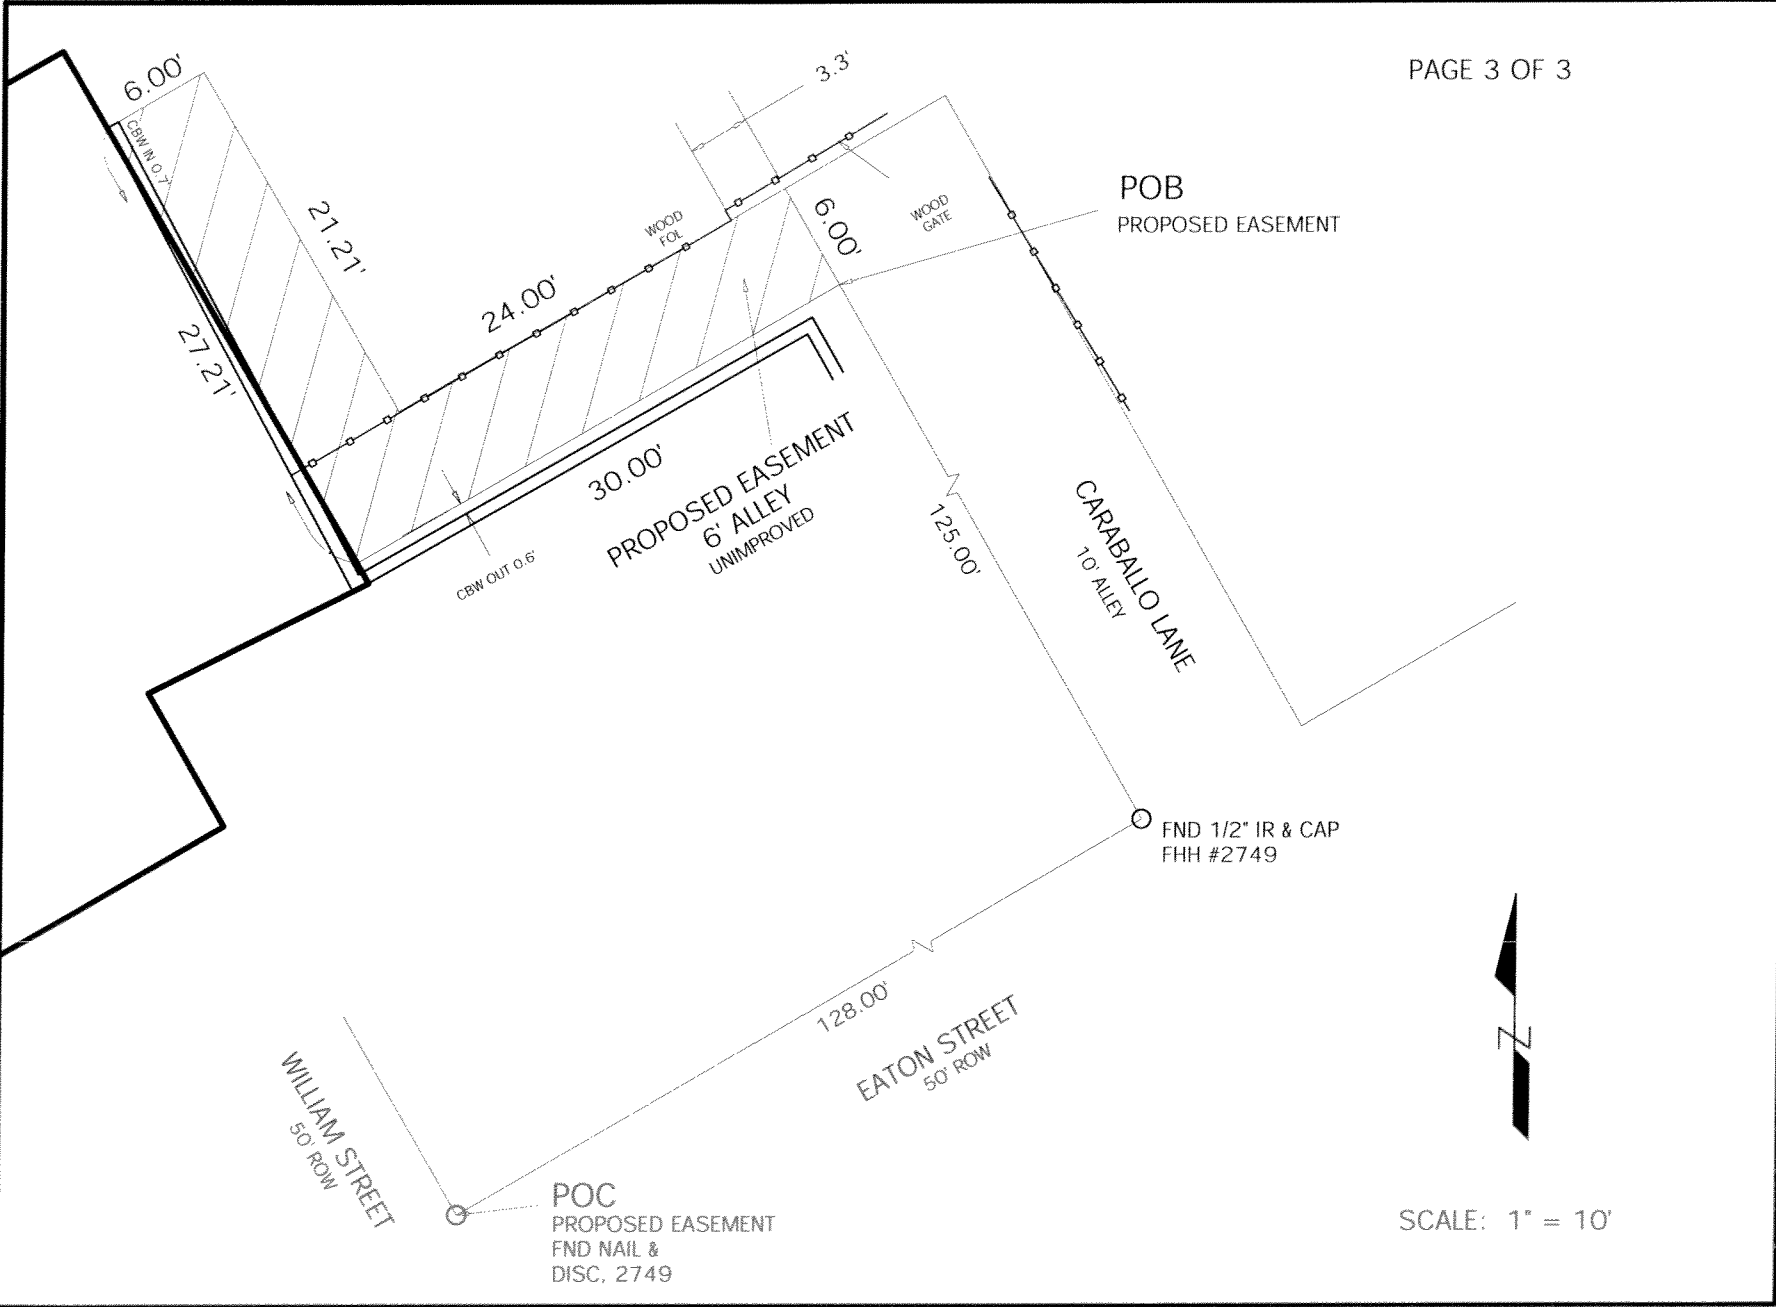 PAGE 3 OF 3
6.00'
3.3'
CBW IN 0.7'
21.21'
27.21'
WOOD
FOL
24.00'
6.00'
WOOD
GATE
POB
PROPOSED EASEMENT
30.00'
PROPOSED EASEMENT
6' ALLEY
UNIMPROVED
CBW OUT 0.6'
125.00'
CARABALLO LANE
10' ALLEY
FND 1/2" IR & CAP
FHH #2749
128.00'
EATON STREET
50' ROW
WILLIAM STREET
50' ROW
POC
PROPOSED EASEMENT
FND NAIL &
DISC, 2749
N
SCALE: 1" = 10'